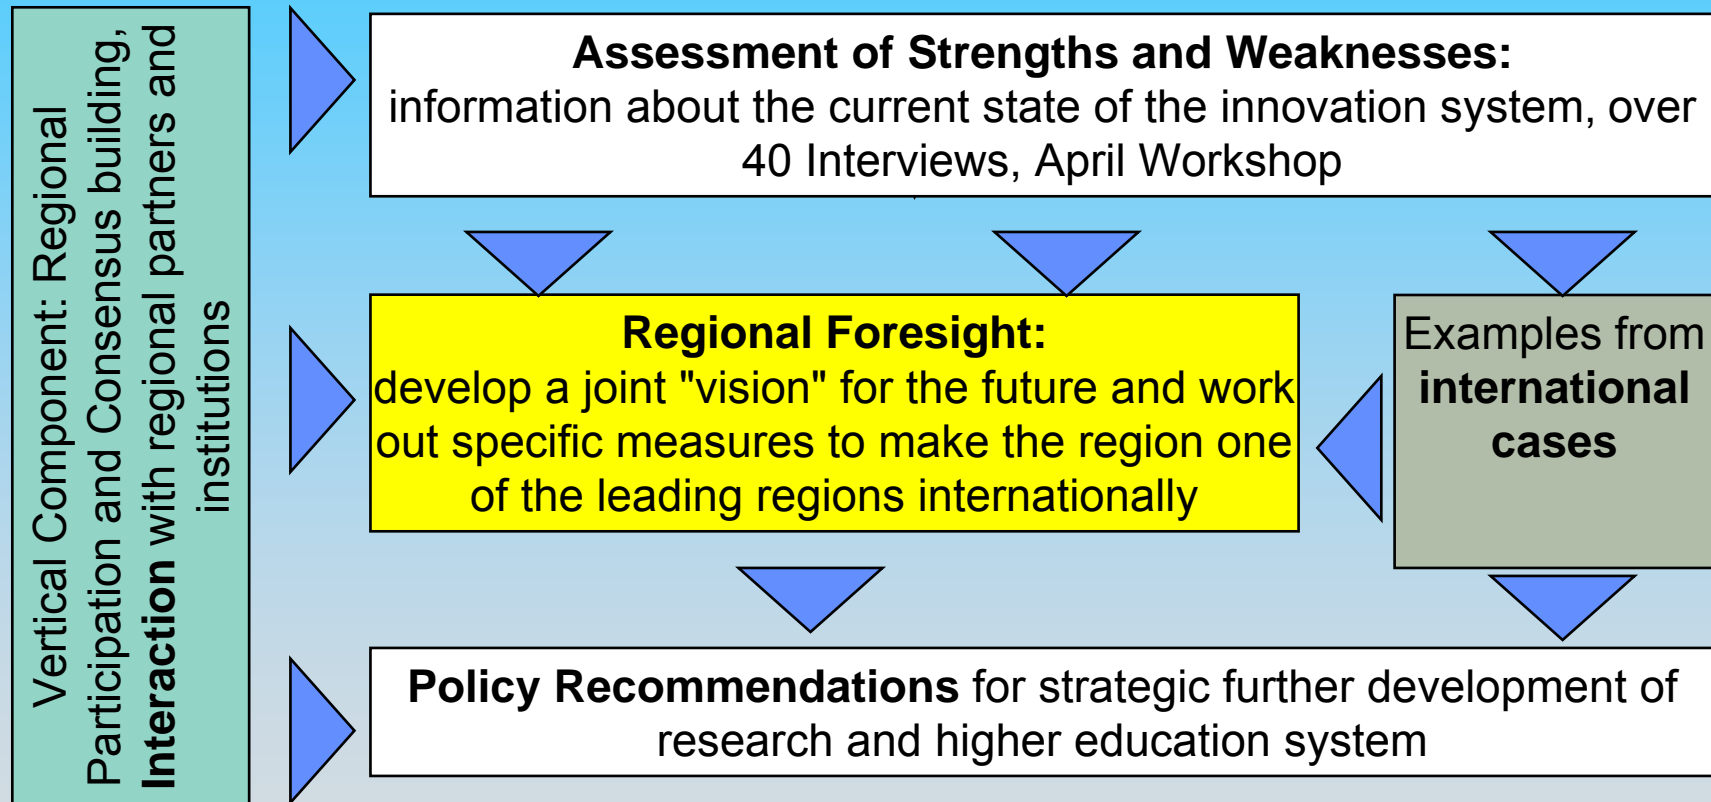 Vertical Component: Regional
Participation and Consensus building,
Interaction with regional partners and
institutions
Assessment of Strengths and Weaknesses:
information about the current state of the innovation system, over
40 Interviews, April Workshop
Regional Foresight:
develop a joint "vision" for the future and work
out specific measures to make the region one
of the leading regions internationally
Examples from
international
cases
Policy Recommendations for strategic further development of
research and higher education system